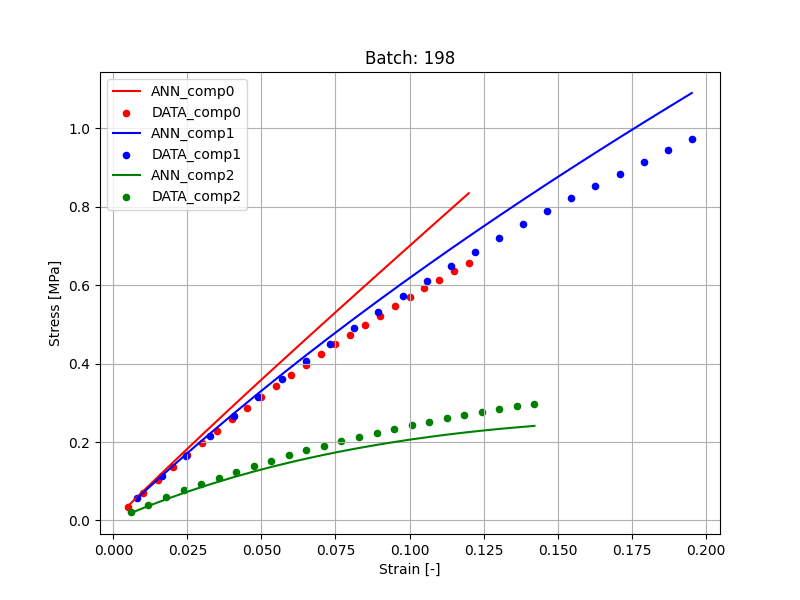 Batch: 198
ANN_comp0
DATA_comp0
ANN_comp1
DATA_comp1
ANN_comp2
DATA_comp2
1.0
0.8
0.6
0.4
0.2
0.0
Stress [MPa]
0.000 0.025 0.050 0.075 0.100 0.125 0.150 0.175 0.200
Strain [-]